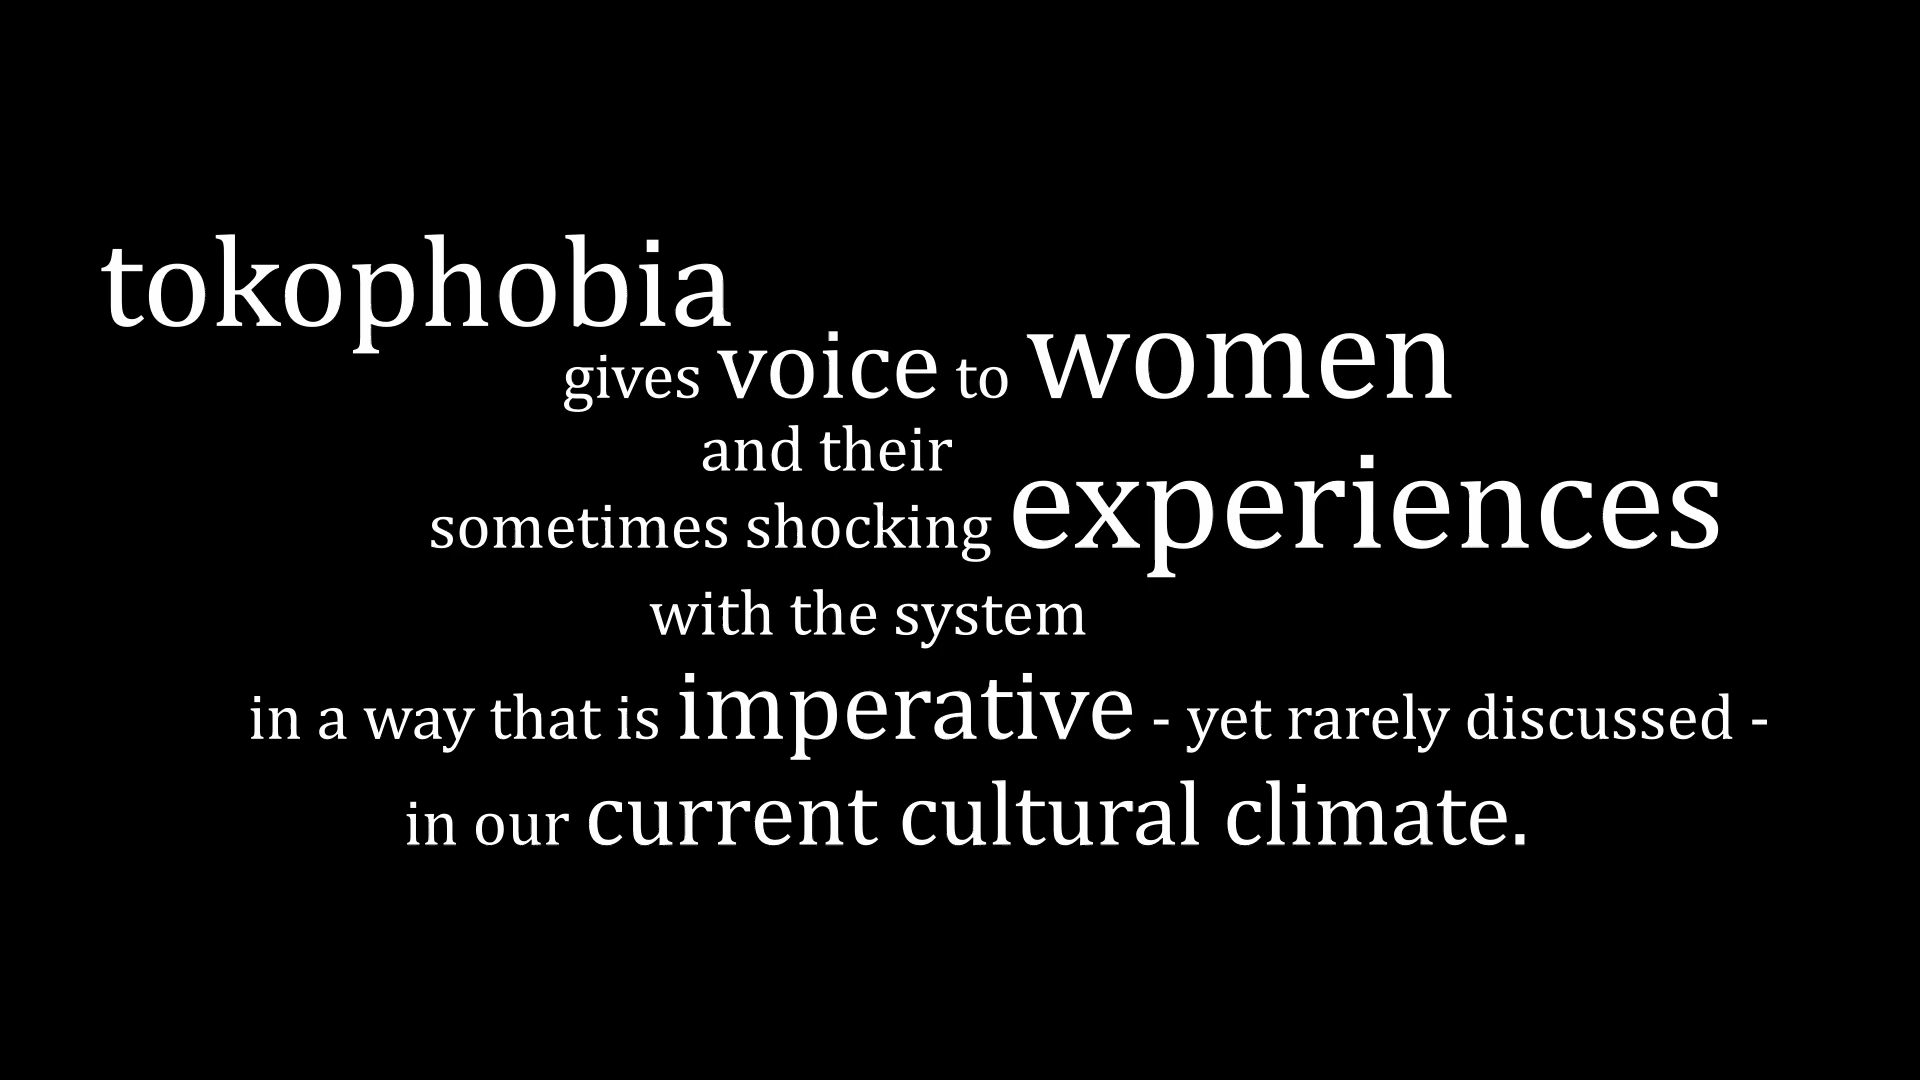 tokophobia
gives voice to women
and their
sometimes shocking experiences
with the system
in a way that is imperative - yet rarely discussed -
in our current cultural climate.